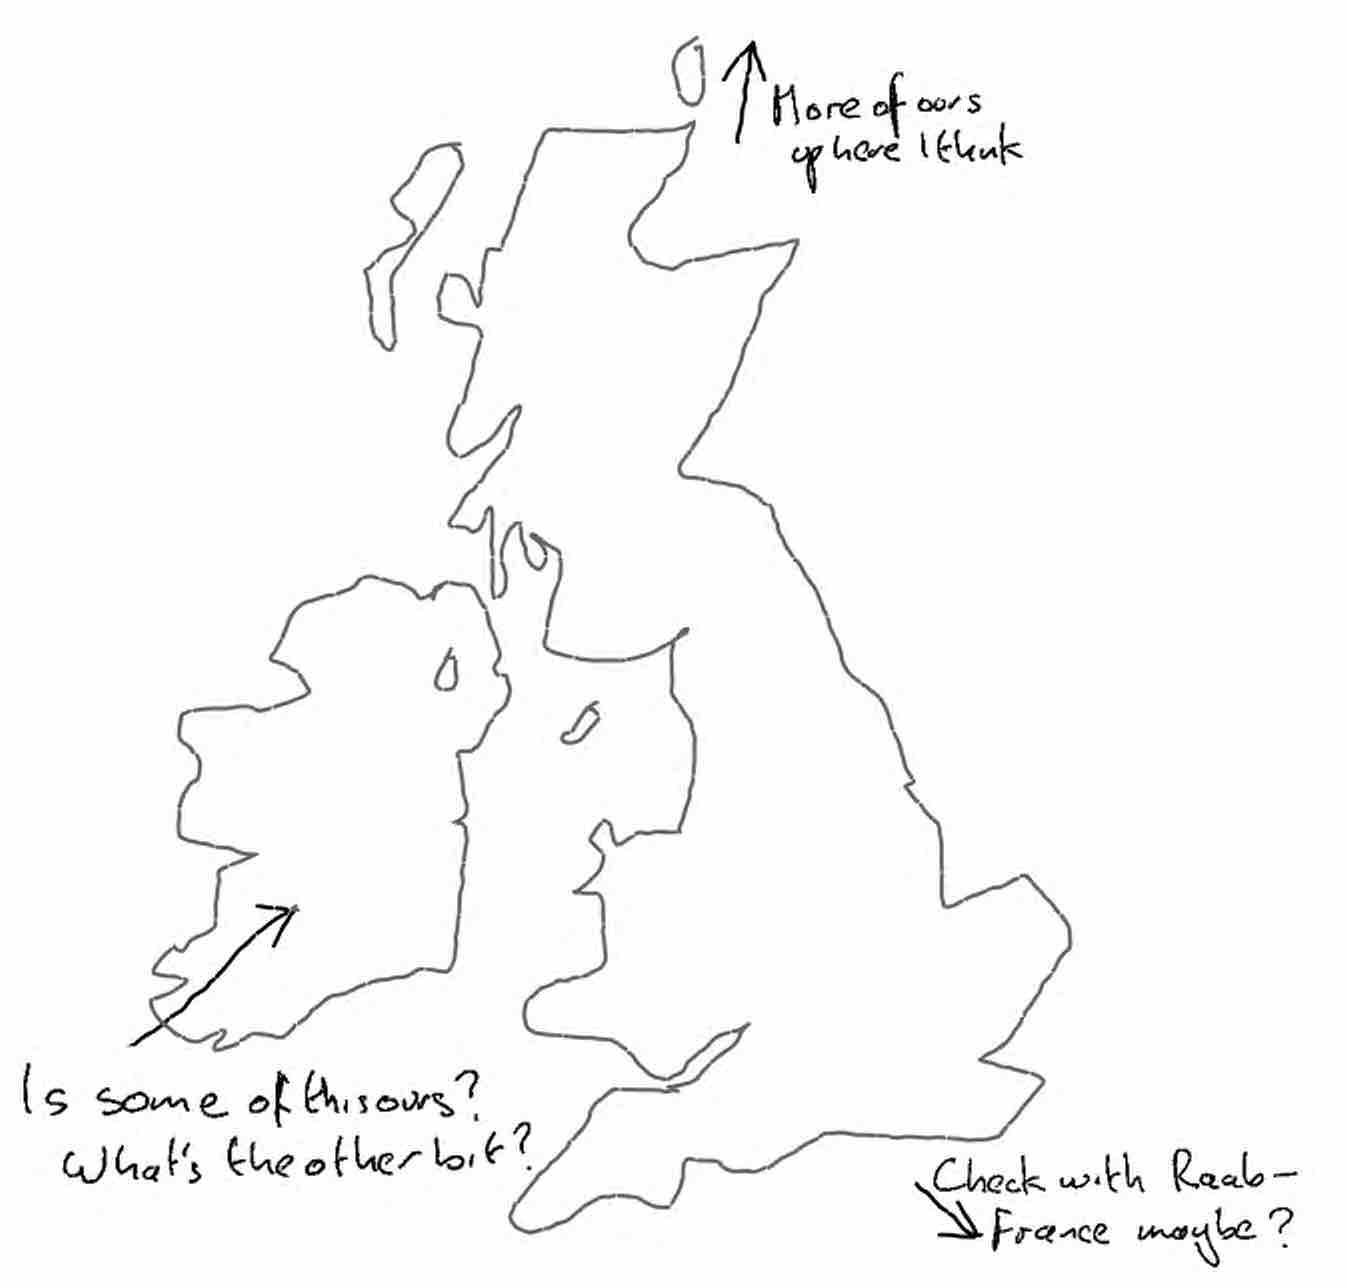 More of ours
up here I think
Is some of this ours?
What's the other bit?
Check with Raab–
France maybe?